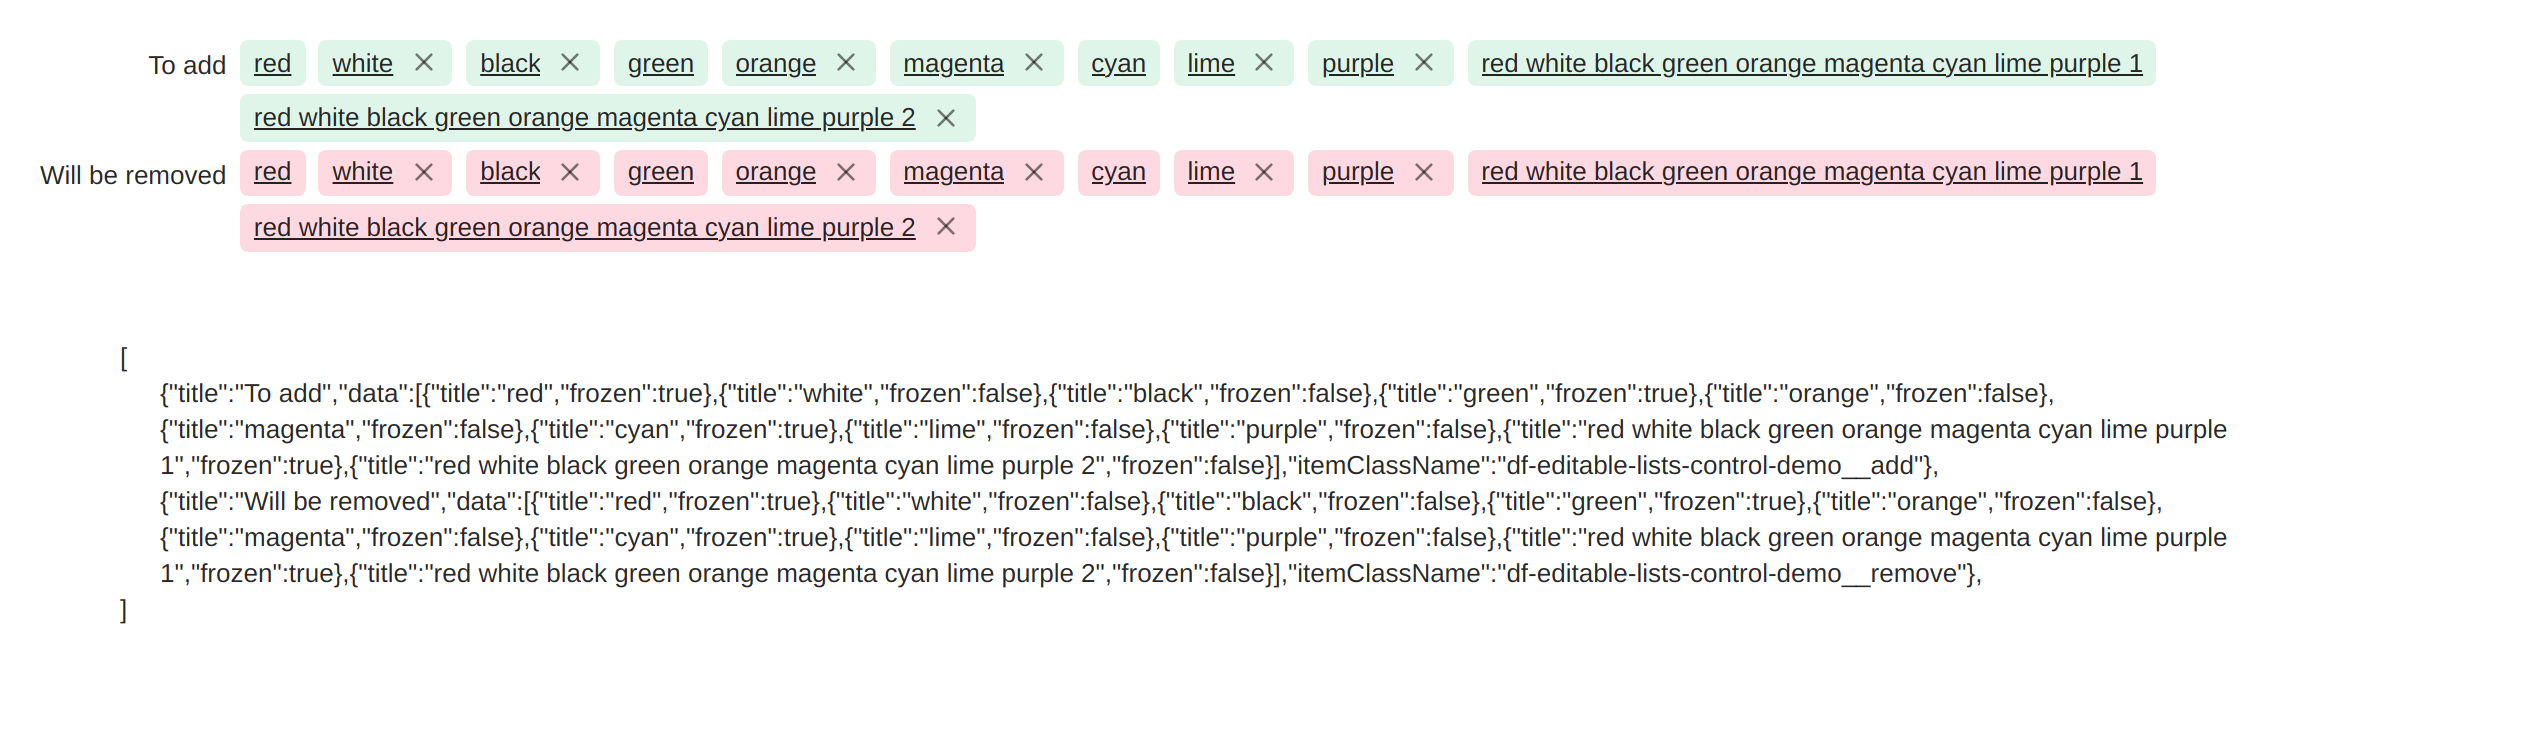 To add red white black green orange magenta cyan lime purple red white black green orange magenta cyan lime purple 1
red white black green orange magenta cyan lime purple 2
Will be removed red white black green orange magenta cyan lime purple red white black green orange magenta cyan lime purple 1
red white black green orange magenta cyan lime purple 2
[
{"title":"To add","data":[{"title":"red","frozen":true},{"title":"white","frozen":false},{"title":"black","frozen":false},{"title":"green","frozen":true},{"title":"orange","frozen":false},
{"title":"magenta","frozen":false},{"title":"cyan","frozen":true},{"title":"lime","frozen":false},{"title":"purple","frozen":false},{"title":"red white black green orange magenta cyan lime purple
1","frozen":true},{"title":"red white black green orange magenta cyan lime purple 2","frozen":false}],"itemClassName":"df-editable-lists-control-demo__add"},
{"title":"Will be removed","data":[{"title":"red","frozen":true},{"title":"white","frozen":false},{"title":"black","frozen":false},{"title":"green","frozen":true},{"title":"orange","frozen":false},
{"title":"magenta","frozen":false},{"title":"cyan","frozen":true},{"title":"lime","frozen":false},{"title":"purple","frozen":false},{"title":"red white black green orange magenta cyan lime purple
1","frozen":true},{"title":"red white black green orange magenta cyan lime purple 2","frozen":false}],"itemClassName":"df-editable-lists-control-demo__remove"},
]